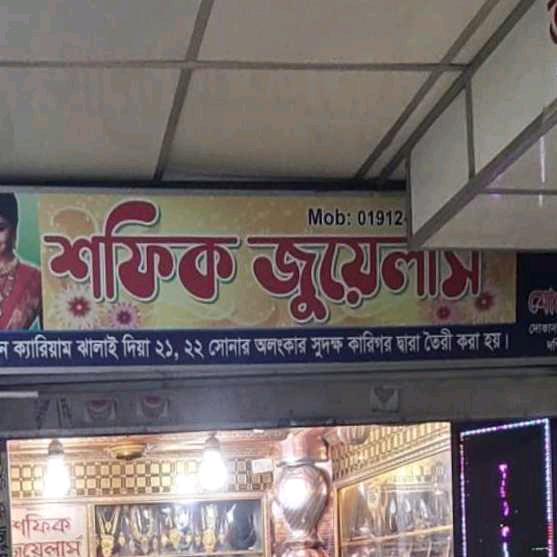 Mob: 01912-
শফিক জুয়েলার্স
ন ক্যারিয়াম ঝালাই দিয়া ২১, ২২ সোনার অলংকার সুদক্ষ কারিগর দ্বারা তৈরী করা হয়।
শফিক
জুয়েলার্স